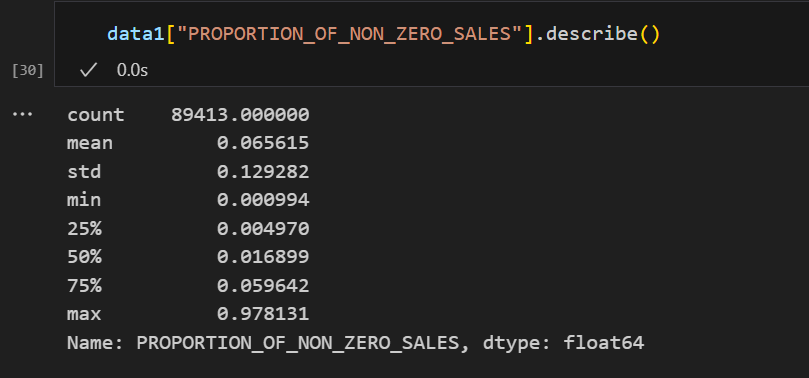 data1["PROPORTION_OF_NON_ZERO_SALES"].describe()
[30] 0.0s
... count 89413.000000
mean 0.065615
std 0.129282
min 0.000994
25% 0.004970
50% 0.016899
75% 0.059642
max 0.978131
Name: PROPORTION_OF_NON_ZERO_SALES, dtype: float64